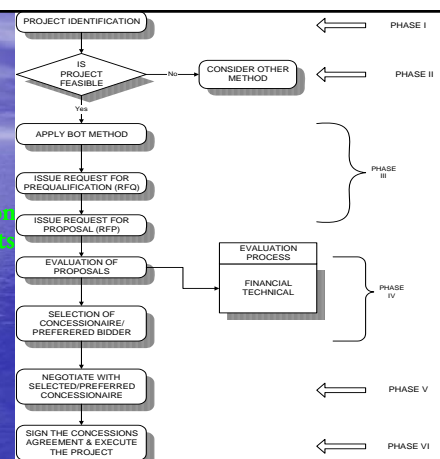 PROJECT IDENTIFICATION
PHASE I
IS
PROJECT
FEASIBLE
No
CONSIDER OTHER
METHOD
PHASE II
Yes
APPLY BOT METHOD
ISSUE REQUEST FOR
PREQUALIFICATION (RFQ)
PHASE
III
ISSUE REQUEST FOR
PROPOSAL (RFP)
on
ts
EVALUATION OF
PROPOSALS
EVALUATION
PROCESS
FINANCIAL
TECHNICAL
PHASE
IV
SELECTION OF
CONCESSIONAIRE/
PREFERERED BIDDER
NEGOTIATE WITH
SELECTED/PREFERRED
CONCESSIONAIRE
PHASE V
SIGN THE CONCESSIONS
AGREEMENT & EXECUTE
THE PROJECT
PHASE VI